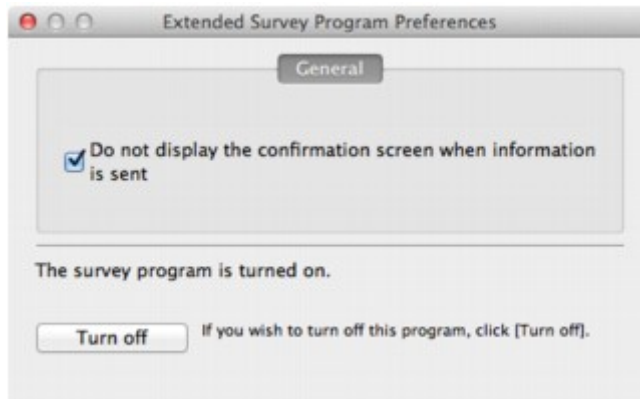 Extended Survey Program Preferences
General
Do not display the confirmation screen when information
is sent
The survey program is turned on.
Turn off
If you wish to turn off this program, click [Turn off].